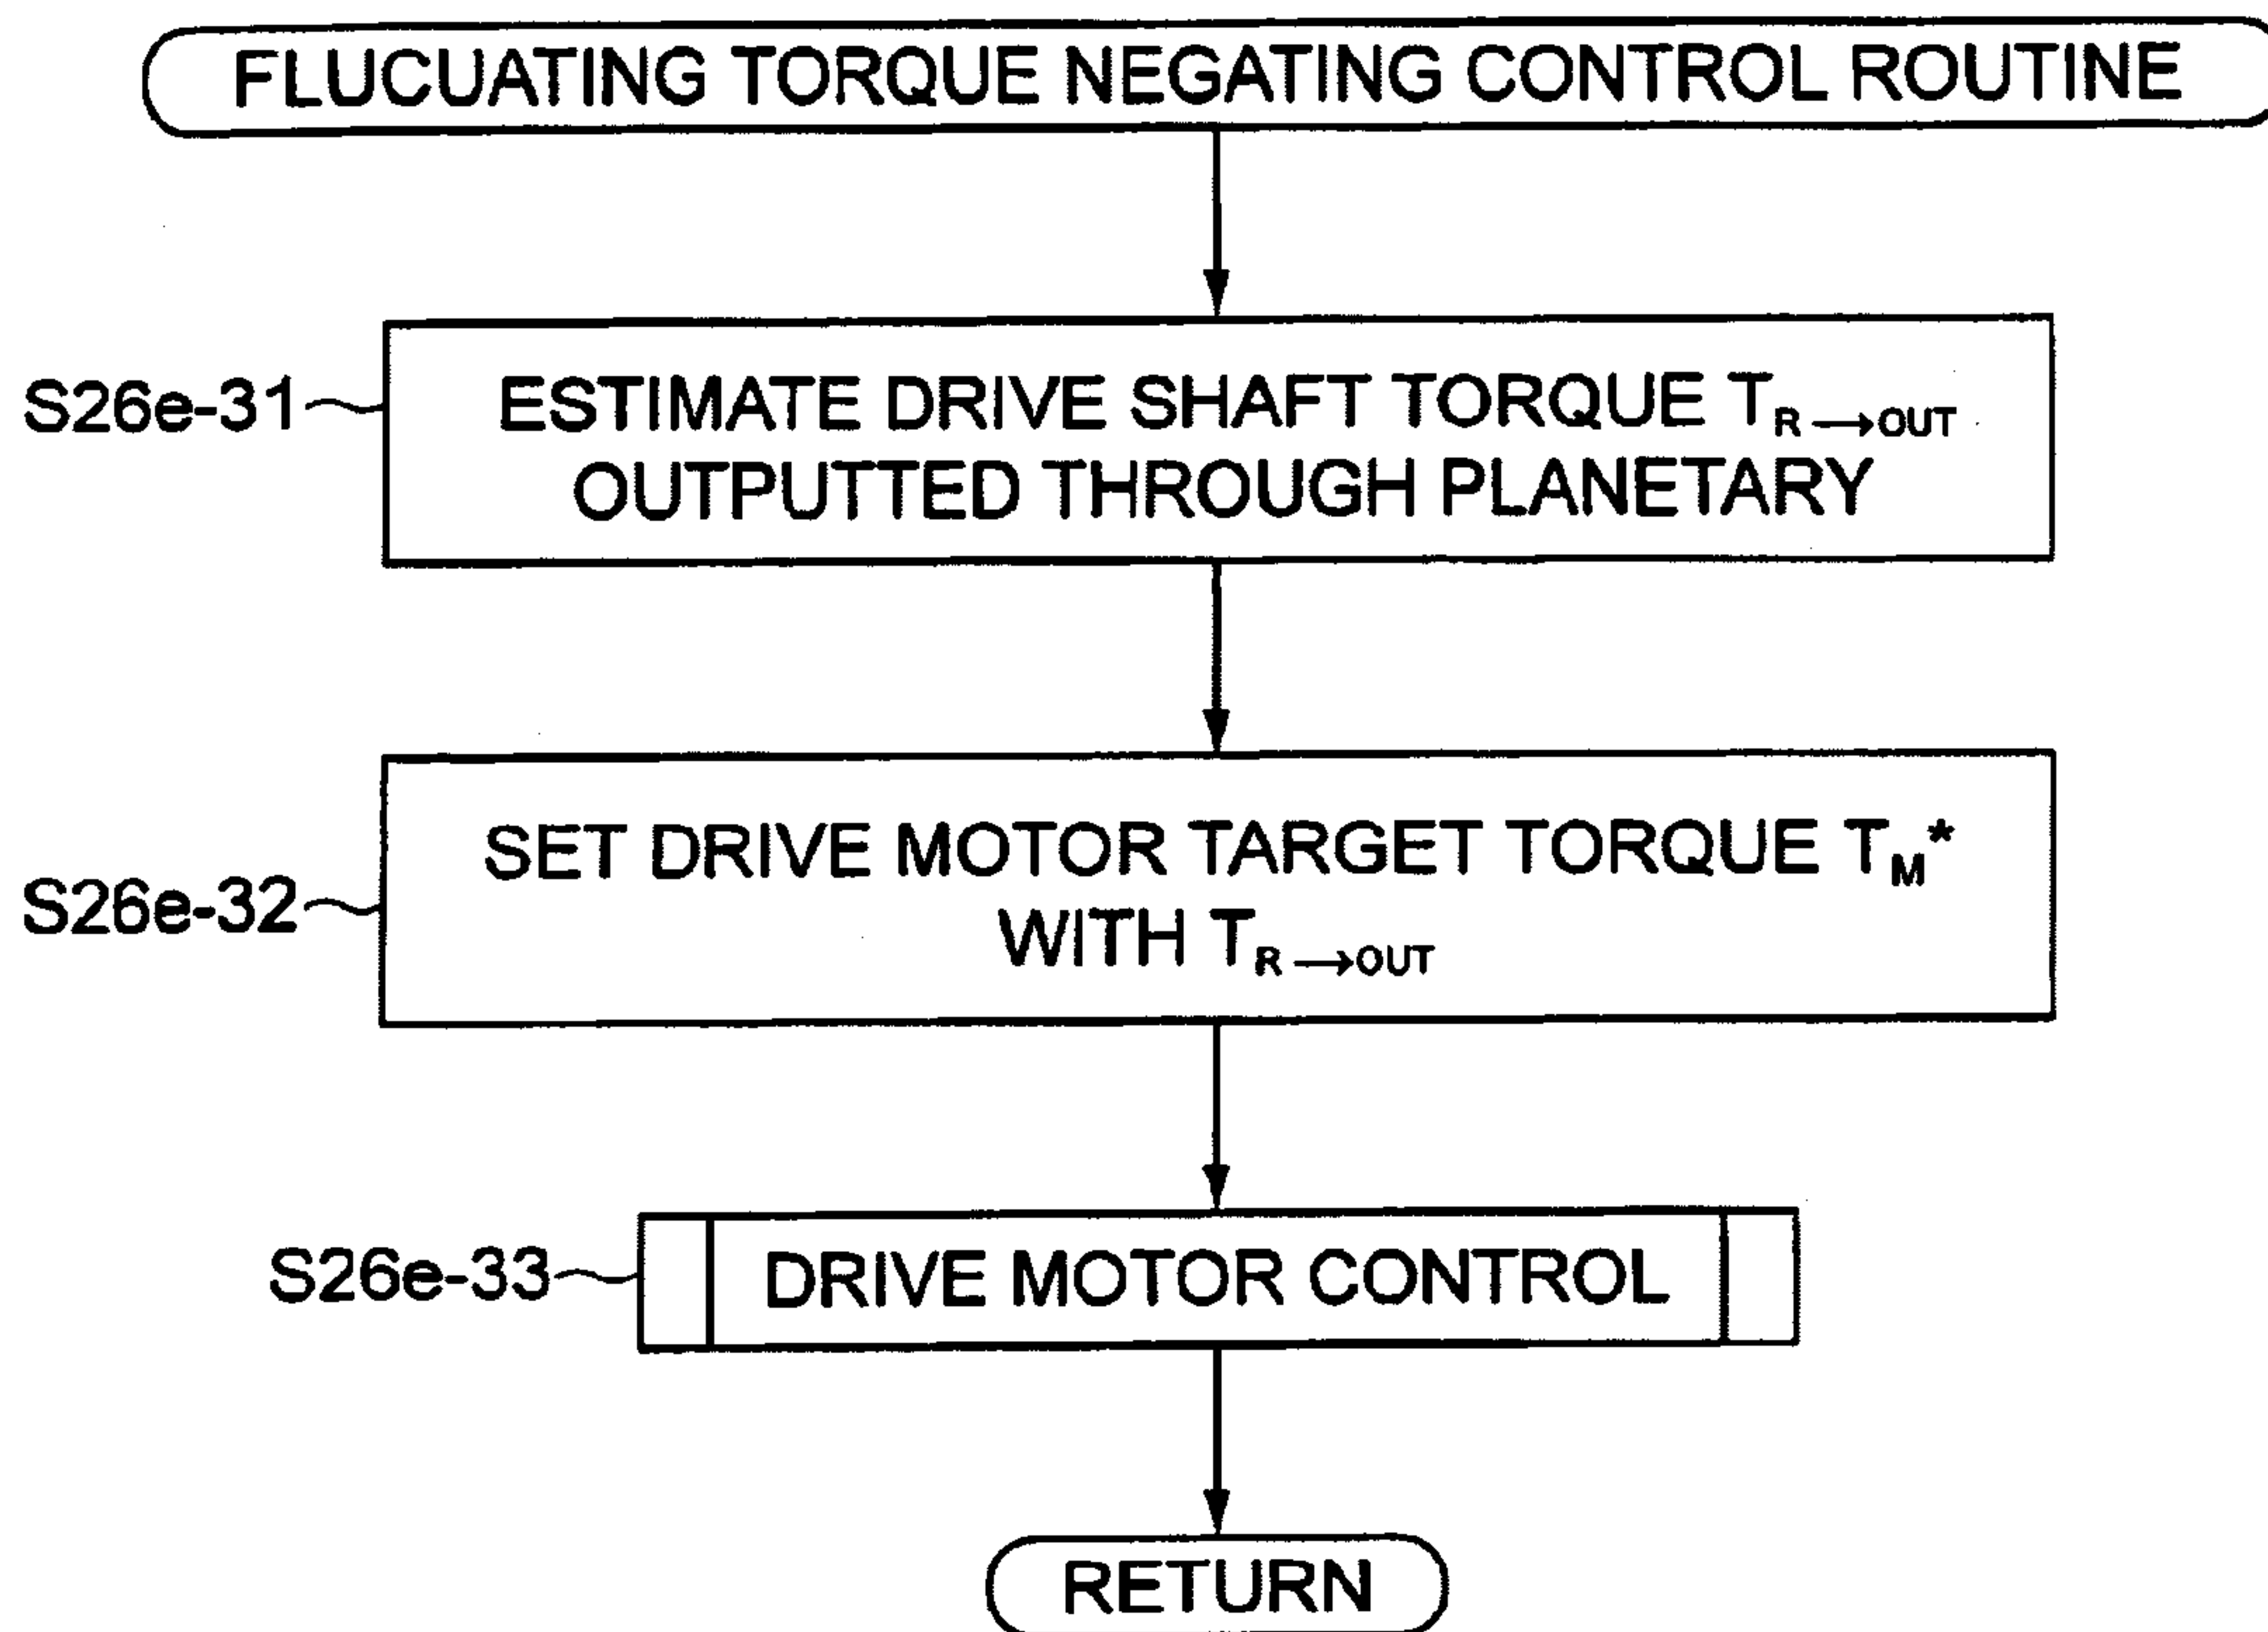 FLUCUATING TORQUE NEGATING CONTROL ROUTINE
S26e-31
ESTIMATE DRIVE SHAFT TORQUE TR→OUT
OUTPUTTED THROUGH PLANETARY
S26e-32
SET DRIVE MOTOR TARGET TORQUE TM*
WITH TR→OUT
S26e-33
DRIVE MOTOR CONTROL
RETURN